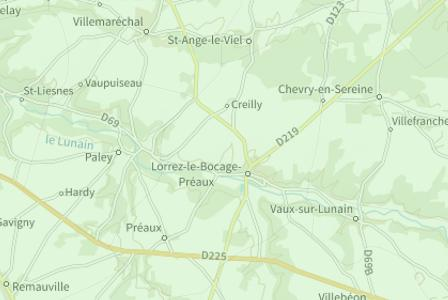 elay
Villemaréchal
D123
St-Ange-le-Viel
St-Liesnes
Vaupuiseau
Chevry-en-Sereine
Creilly
D69
Villefranche
le Lunain
D219
Paley
Lorrez-le-Bocage-
Préaux
Hardy
Savigny
Vaux-sur-Lunain
Préaux
D225
D69B
Remauville
Villebéon